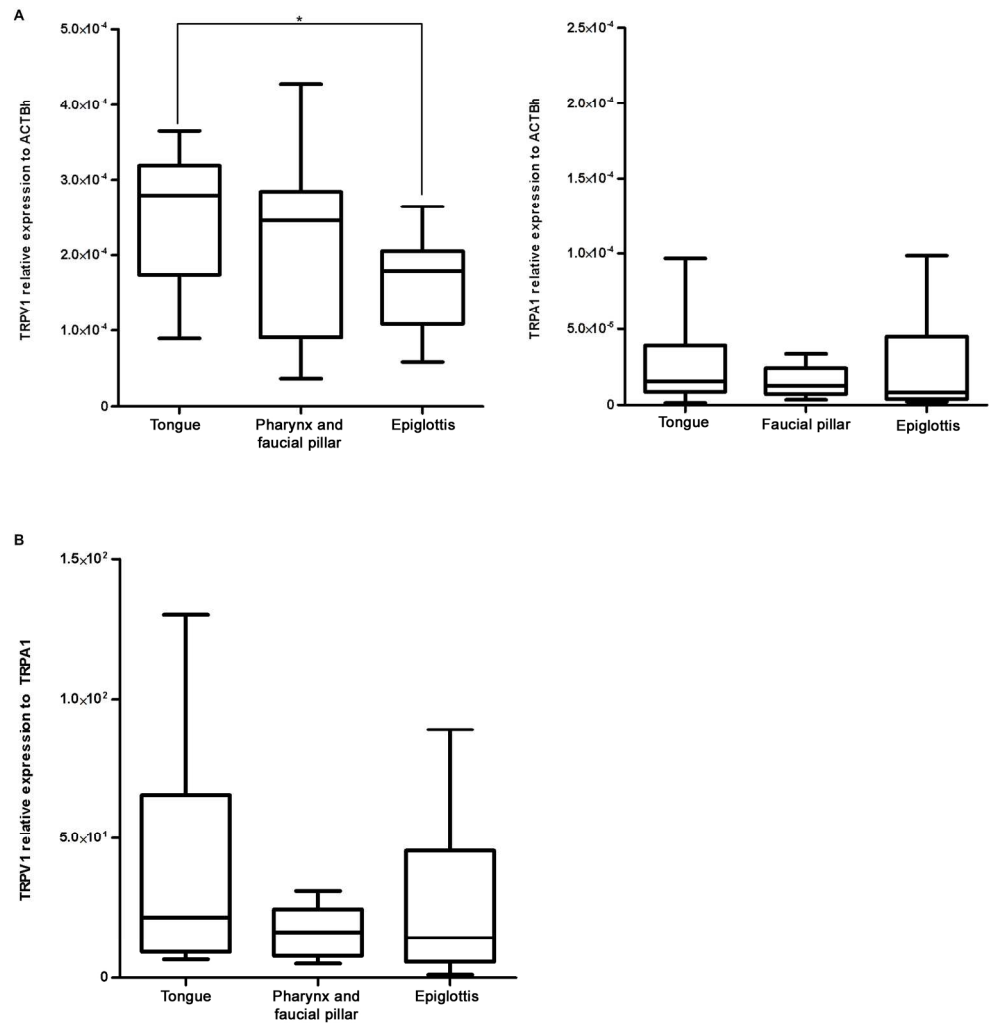 A
TRPV1 relative expression to ACTBh
5.0×10⁻⁴
4.0×10⁻⁴
3.0×10⁻⁴
2.0×10⁻⁴
1.0×10⁻⁴
0
*
Tongue
Pharynx and
faucial pillar
Epiglottis
TRPA1 relative expression to ACTBh
2.5×10⁻⁴
2.0×10⁻⁴
1.5×10⁻⁴
1.0×10⁻⁴
5.0×10⁻⁵
0
Tongue
Faucial pillar
Epiglottis
B
TRPV1 relative expression to TRPA1
1.5×10²
1.0×10²
5.0×10¹
0
Tongue
Pharynx and
faucial pillar
Epiglottis